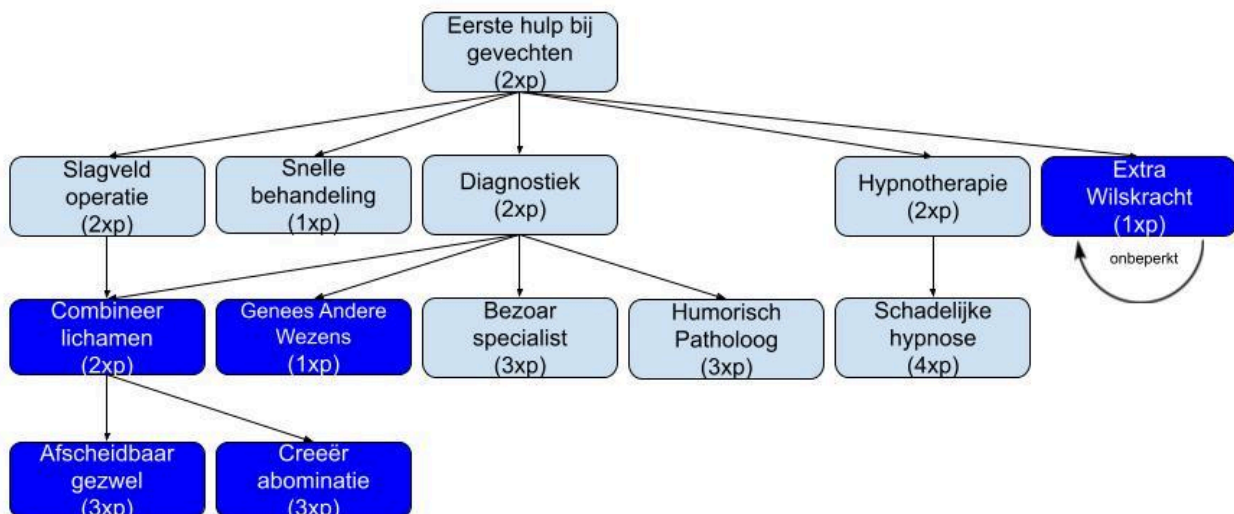 Eerste hulp bij
gevechten
(2xp)
Slagveld
operatie
(2xp)
Snelle
behandeling
(1xp)
Diagnostiek
(2xp)
Hypnotherapie
(2xp)
Extra
Wilskracht
(1xp)
onbeperkt
Combineer
lichamen
(2xp)
Genees Andere
Wezens
(1xp)
Bezoar
specialist
(3xp)
Humorisch
Patholoog
(3xp)
Schadelijke
hypnose
(4xp)
Afscheidbaar
gezwel
(3xp)
Creeër
abominatie
(3xp)